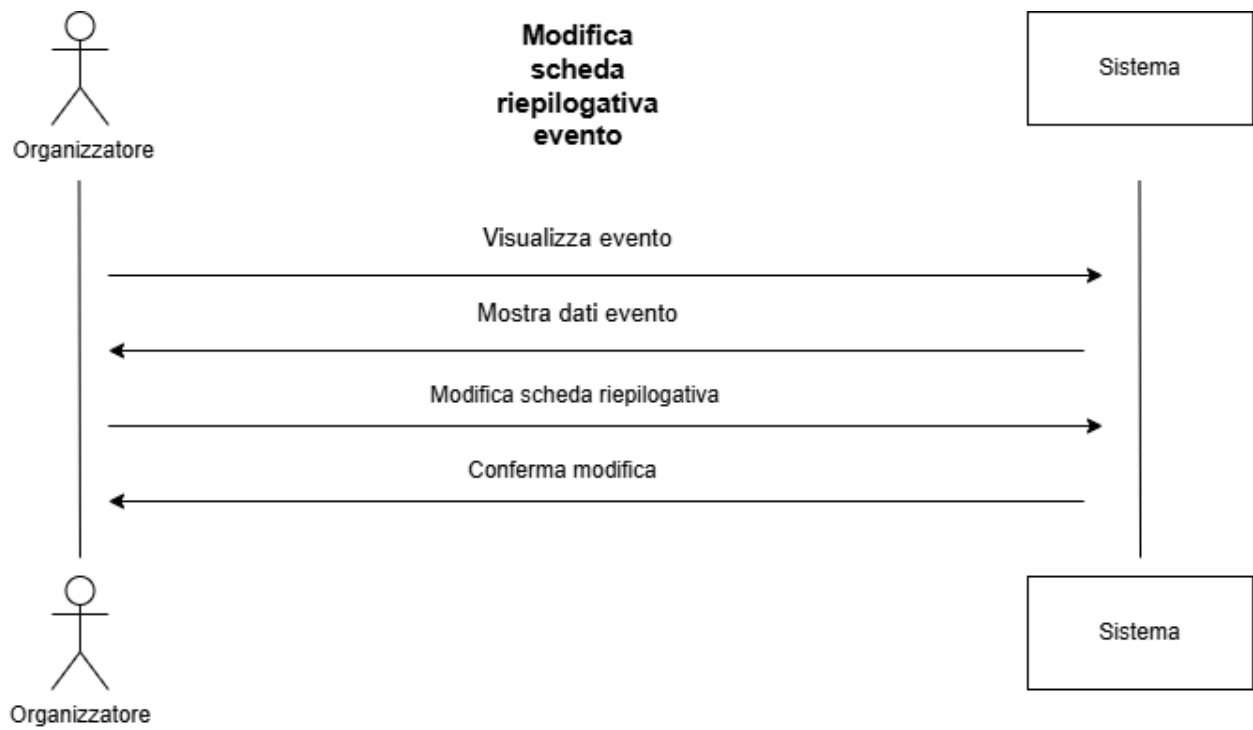 Modifica
scheda
riepilogativa
evento
Sistema
Organizzatore
Visualizza evento
Mostra dati evento
Modifica scheda riepilogativa
Conferma modifica
Sistema
Organizzatore